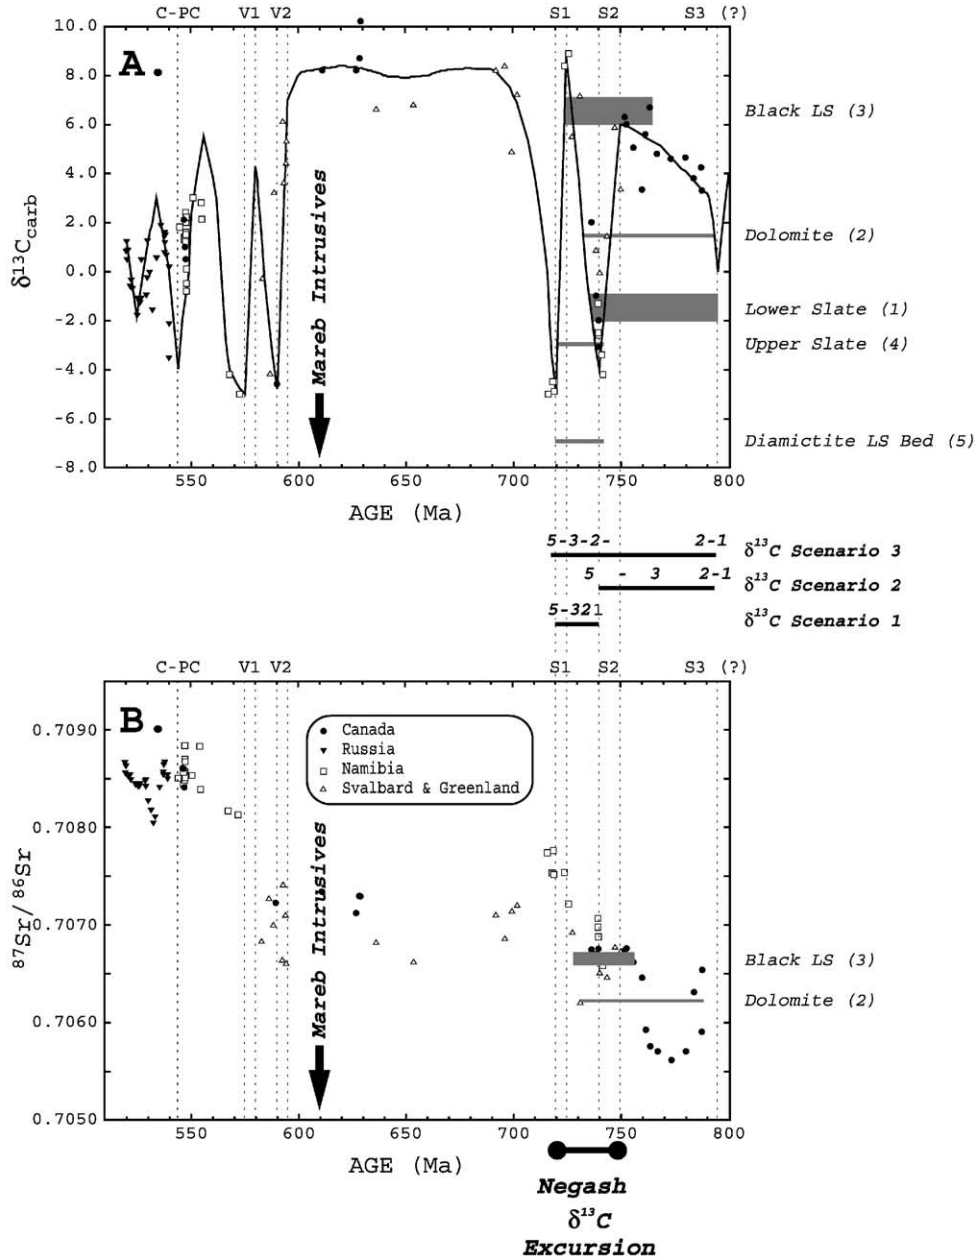 C-PC V1 V2 S1 S2 S3 (?)
10.0
A
8.0
Black LS (3)
6.0
4.0
δ13Ccarb
2.0
Dolomite (2)
0.0
Mareb Intrusives
Lower Slate (1)
-2.0
Upper Slate (4)
-4.0
-6.0
Diamictite LS Bed (5)
-8.0
550 600 650 700 750 800
AGE (Ma)
5-3-2- 2-1 δ13C Scenario 3
5 - 3 2-1 δ13C Scenario 2
5-321 δ13C Scenario 1
C-PC V1 V2 S1 S2 S3 (?)
B
0.7090
Canada
Russia
Namibia
Svalbard & Greenland
0.7080
87Sr/86Sr
Mareb Intrusives
0.7070
Black LS (3)
Dolomite (2)
0.7060
0.7050
550 600 650 700 750 800
AGE (Ma)
Negash
δ13C
Excursion